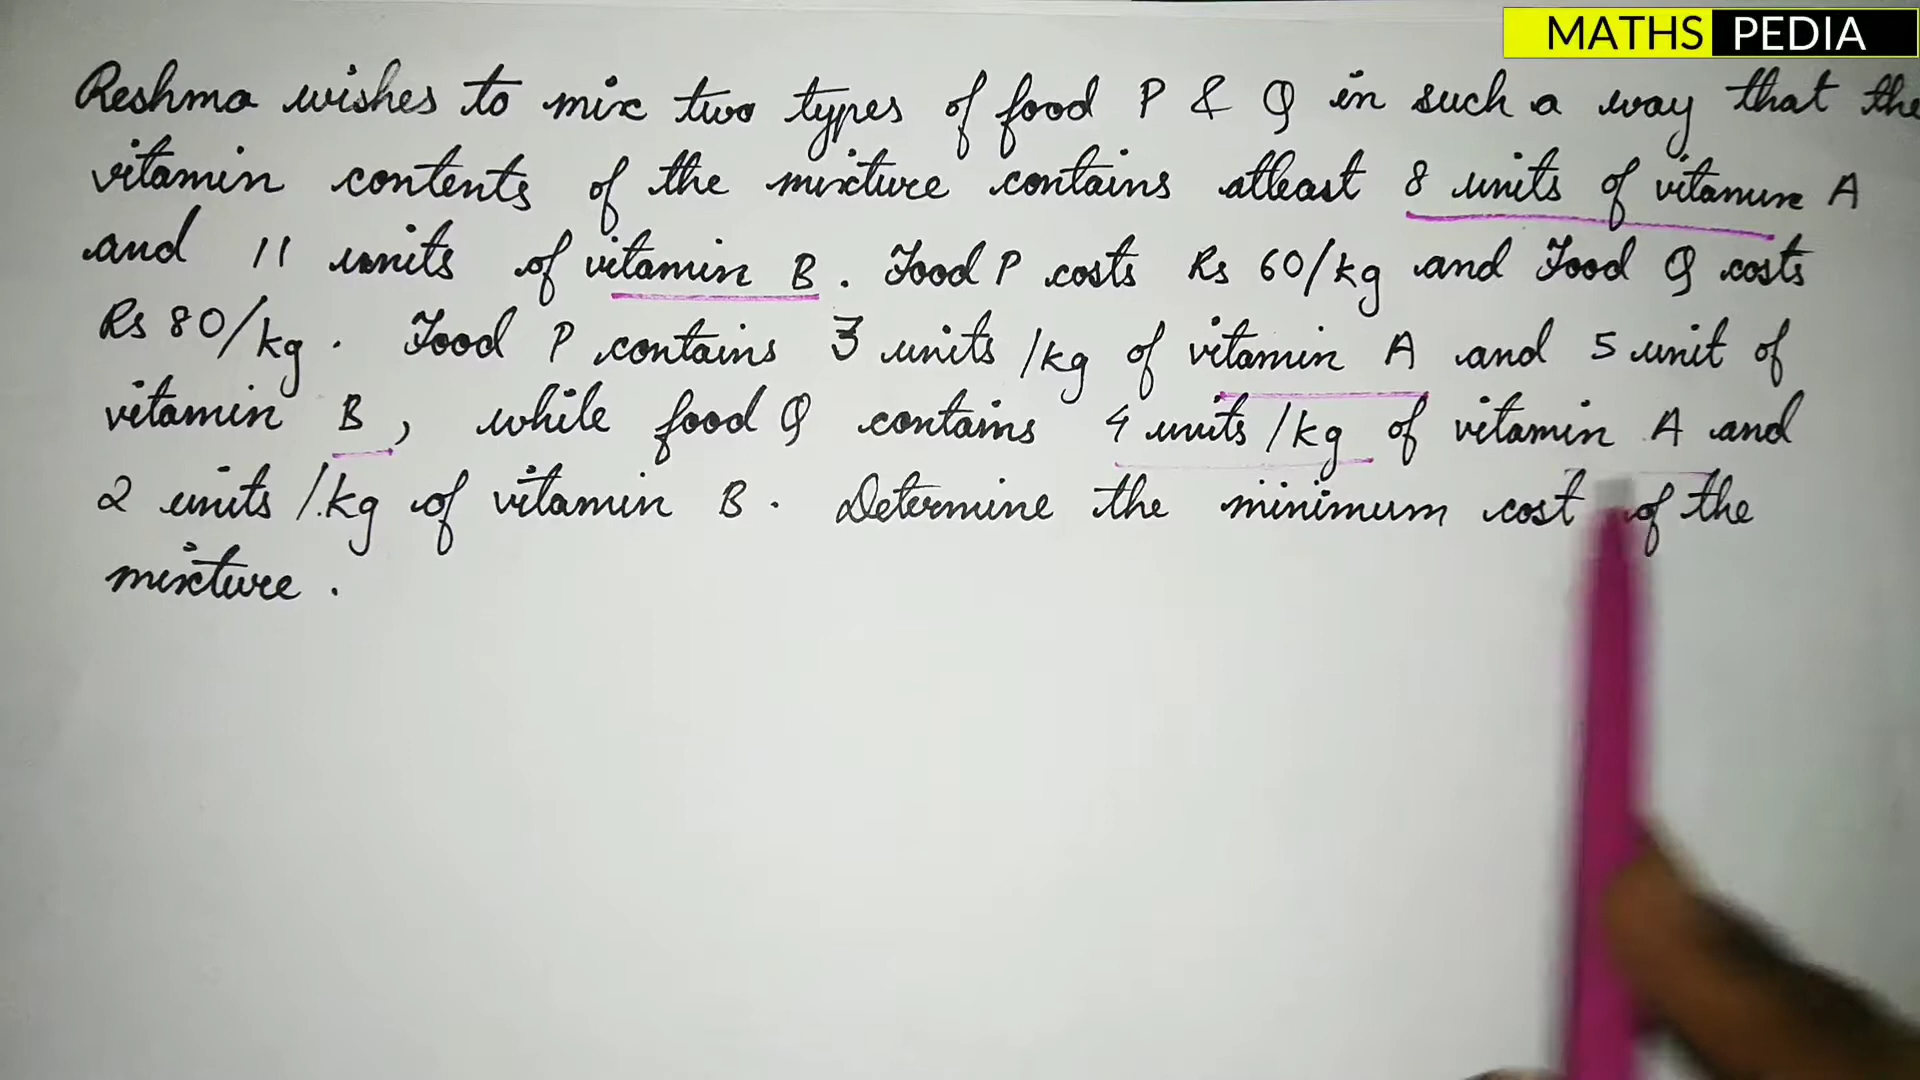 MATHS PEDIA
Reshma wishes to mix two types of food P & Q in such a way that the
vitamin contents of the mixture contains atleast 8 units of vitamin A
and 11 units of vitamin B. Food P costs Rs 60/kg and Food Q costs
Rs 80/kg. Food P contains 3 units /kg of vitamin A and 5 unit of
vitamin B, while food Q contains 4 units /kg of vitamin A and
2 units /.kg of vitamin B. Determine the minimum cost of the
mixture.